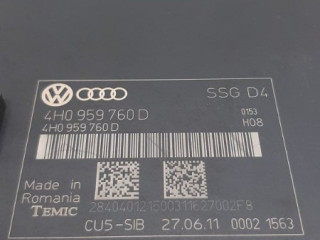 SSG D4
4H0 959 760 D
0153
4H0 959 760 D
H08
Made in
Romania
TEMIC
CU5-SIB 27.06.11 0002 1563